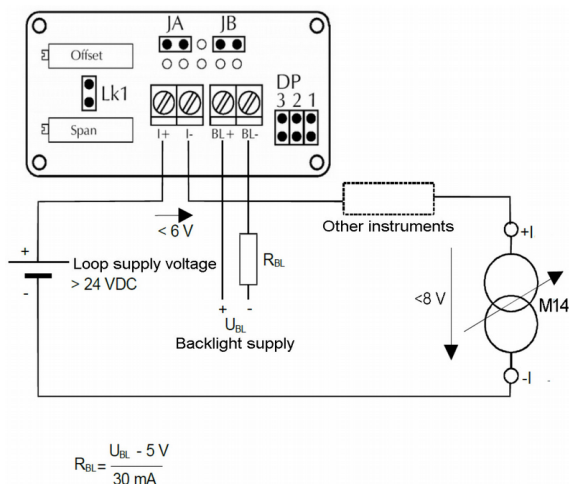 JA JB
Offset
Lk1
DP
3 2 1
Span
I+ I- BL+ BL-
< 6 V
Other instruments
+
Loop supply voltage
> 24 VDC
-
RBL
+ -
UBL
Backlight supply
+I
<8 V
M14
-I
RBL= UBL - 5 V
30 mA